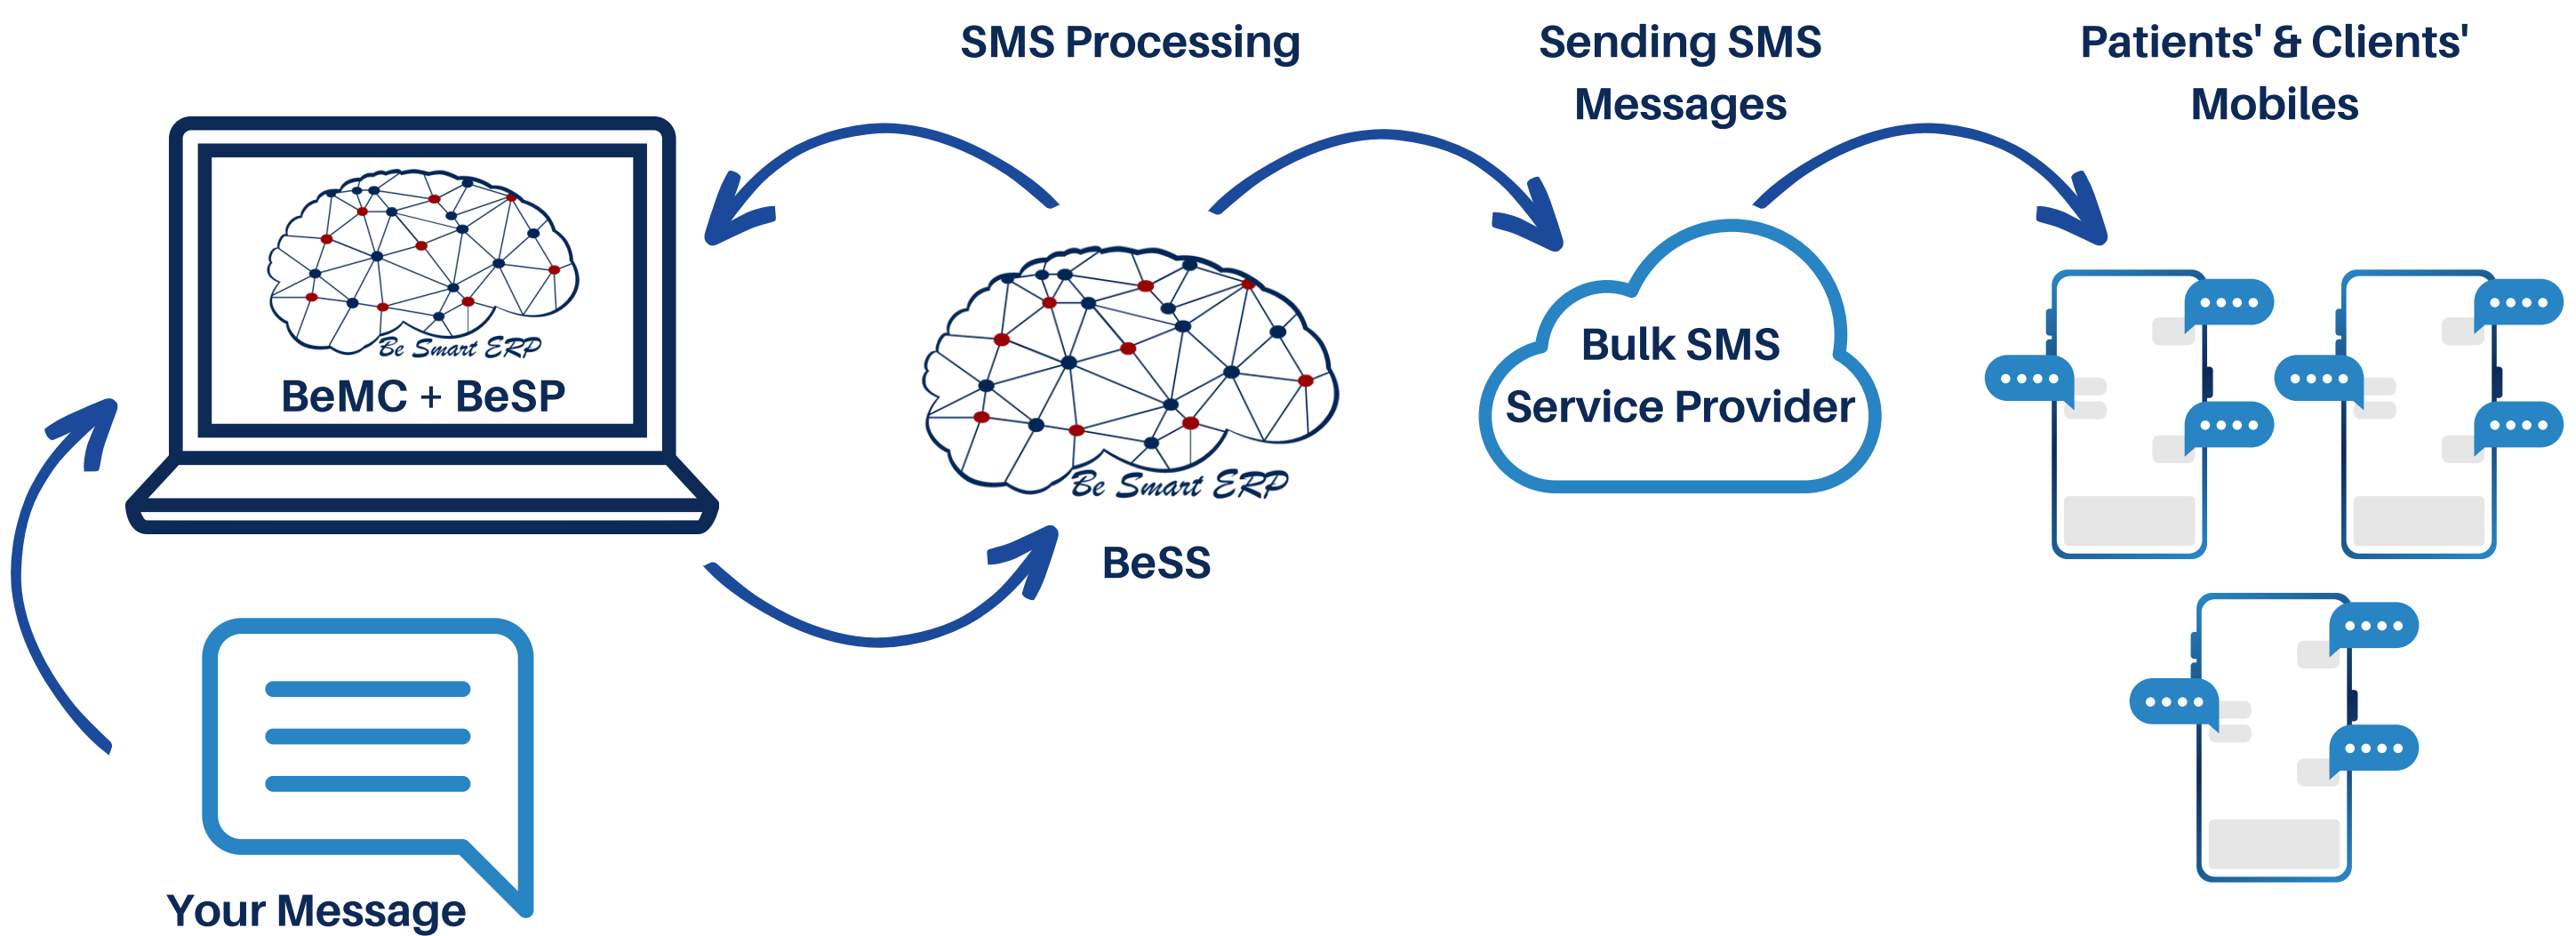 SMS Processing
Sending SMS
Messages
Patients' & Clients'
Mobiles
Be Smart ERP
BeMC + BeSP
Be Smart ERP
BeSS
Bulk SMS
Service Provider
Your Message